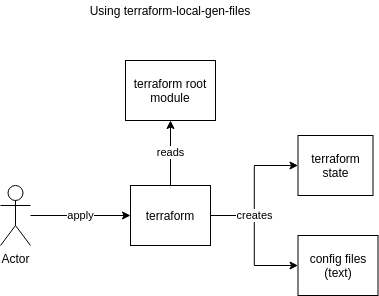 Using terraform-local-gen-files
terraform root
module
reads
terraform
state
apply
terraform
creates
Actor
config files
(text)